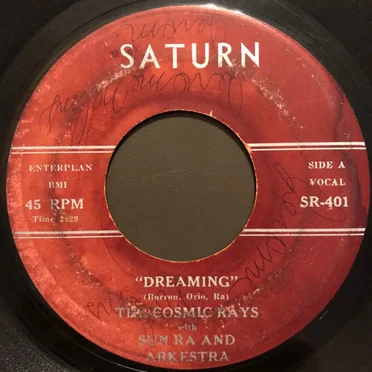 SATURN
ENTERPLAN
BMI
45 RPM
Time 2:29
SIDE A
VOCAL
SR-401
"DREAMING"
(Barron, Orio, Ra)
THE COSMIC RAYS
with
SUN RA AND
ARKESTRA